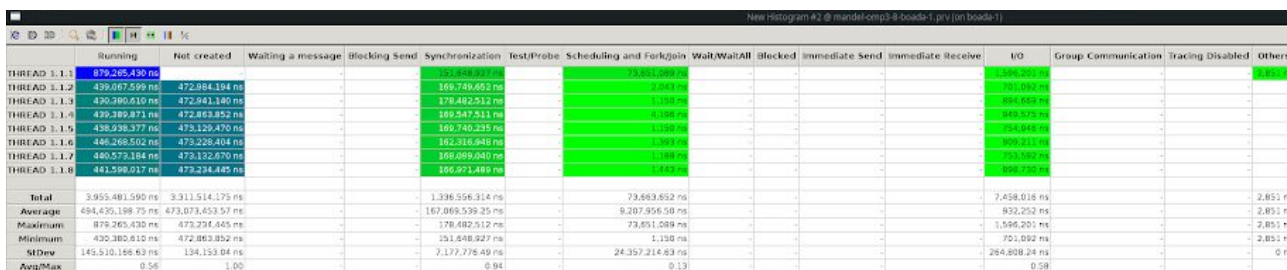 New Histogram #2 @ mandel-omp3-8-boada-1.prv (on boada-1)
Running Not created Waiting a message Blocking Send Synchronization Test/Probe Scheduling and Fork/Join Wait/WaitAll Blocked Immediate Send Immediate Receive I/O Group Communication Tracing Disabled Others
THREAD 1.1.1 879,265,430 ns - - - 151,648,927 ns - 73,651,089 ns - - - - 1,596,201 ns - - 2,851 n
THREAD 1.1.2 439,067,599 ns 472,984,194 ns - - 169,749,652 ns - 2,043 ns - - - - 701,092 ns - -
THREAD 1.1.3 430,380,610 ns 472,941,140 ns - - 178,482,512 ns - 1,150 ns - - - - 894,669 ns - -
THREAD 1.1.4 439,389,871 ns 472,863,852 ns - - 169,547,511 ns - 4,198 ns - - - - 949,575 ns - -
THREAD 1.1.5 438,938,377 ns 473,129,470 ns - - 169,740,235 ns - 1,150 ns - - - - 754,046 ns - -
THREAD 1.1.6 446,268,502 ns 473,228,404 ns - - 162,316,948 ns - 1,393 ns - - - - 909,211 ns - -
THREAD 1.1.7 440,573,184 ns 473,132,670 ns - - 168,099,040 ns - 1,188 ns - - - - 753,592 ns - -
THREAD 1.1.8 441,598,017 ns 473,234,445 ns - - 166,971,489 ns - 1,443 ns - - - - 898,730 ns - -
Total 3,955,481,590 ns 3,311,514,175 ns - - 1,336,556,314 ns - 73,663,652 ns - - - - 7,458,016 ns - - 2,851 n
Average 494,435,198.75 ns 473,073,453.57 ns - - 167,069,539.25 ns - 9,207,956.50 ns - - - - 932,252 ns - - 2,851 n
Maximum 879,265,430 ns 473,234,445 ns - - 178,482,512 ns - 73,651,089 ns - - - - 1,596,201 ns - - 2,851 n
Minimum 430,380,610 ns 472,863,852 ns - - 151,648,927 ns - 1,150 ns - - - - 701,092 ns - - 2,851 n
StDev 145,510,166.63 ns 134,153.04 ns - - 7,177,776.49 ns - 24,357,214.63 ns - - - - 264,808.24 ns - - 0 n
Avg/Max 0.56 1.00 - - 0.94 - 0.13 - - - - 0.58 - -